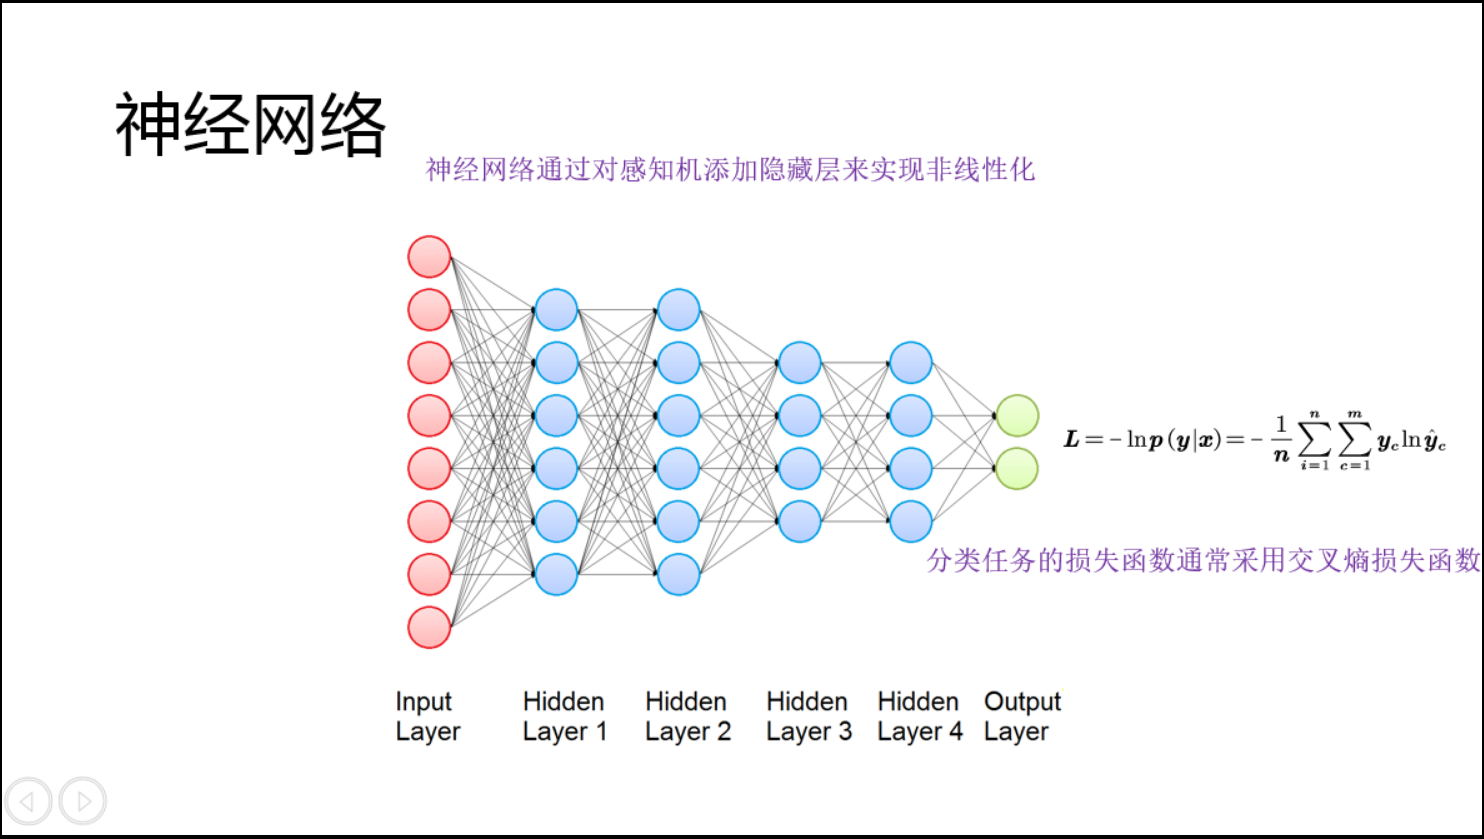 神经网络
神经网络通过对感知机添加隐藏层来实现非线性化
L = − ln p (y|x) = − \frac{1}{n} \sum_{i=1}^{n} \sum_{c=1}^{m} y_c ln ŷ_c
分类任务的损失函数通常采用交叉熵损失函数
Input Layer
Hidden Layer 1
Hidden Layer 2
Hidden Layer 3
Hidden Layer 4
Output Layer